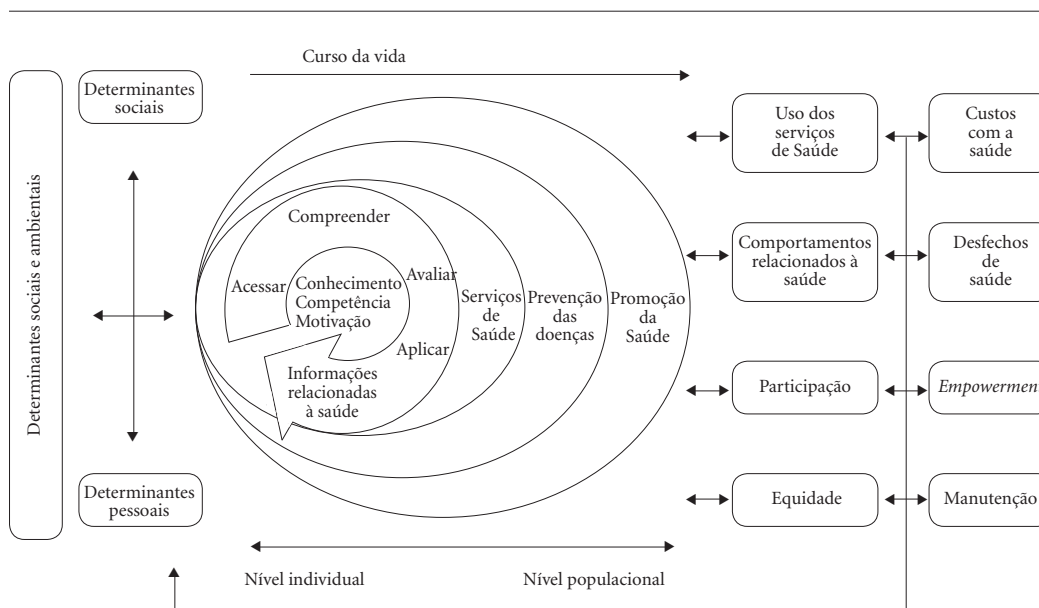 Curso da vida
Determinantes sociais e ambientais
Determinantes
sociais
Determinantes
pessoais
Compreender
Acessar
Avaliar
Aplicar
Conhecimento
Competência
Motivação
Informações
relacionadas
à saúde
Serviços
de
Saúde
Prevenção
das
doenças
Promoção
da
Saúde
Nível individual
Nível populacional
Uso dos
serviços
de Saúde
Custos
com a
saúde
Comportamentos
relacionados à
saúde
Desfechos
de
saúde
Participação
Empowerment
Equidade
Manutenção